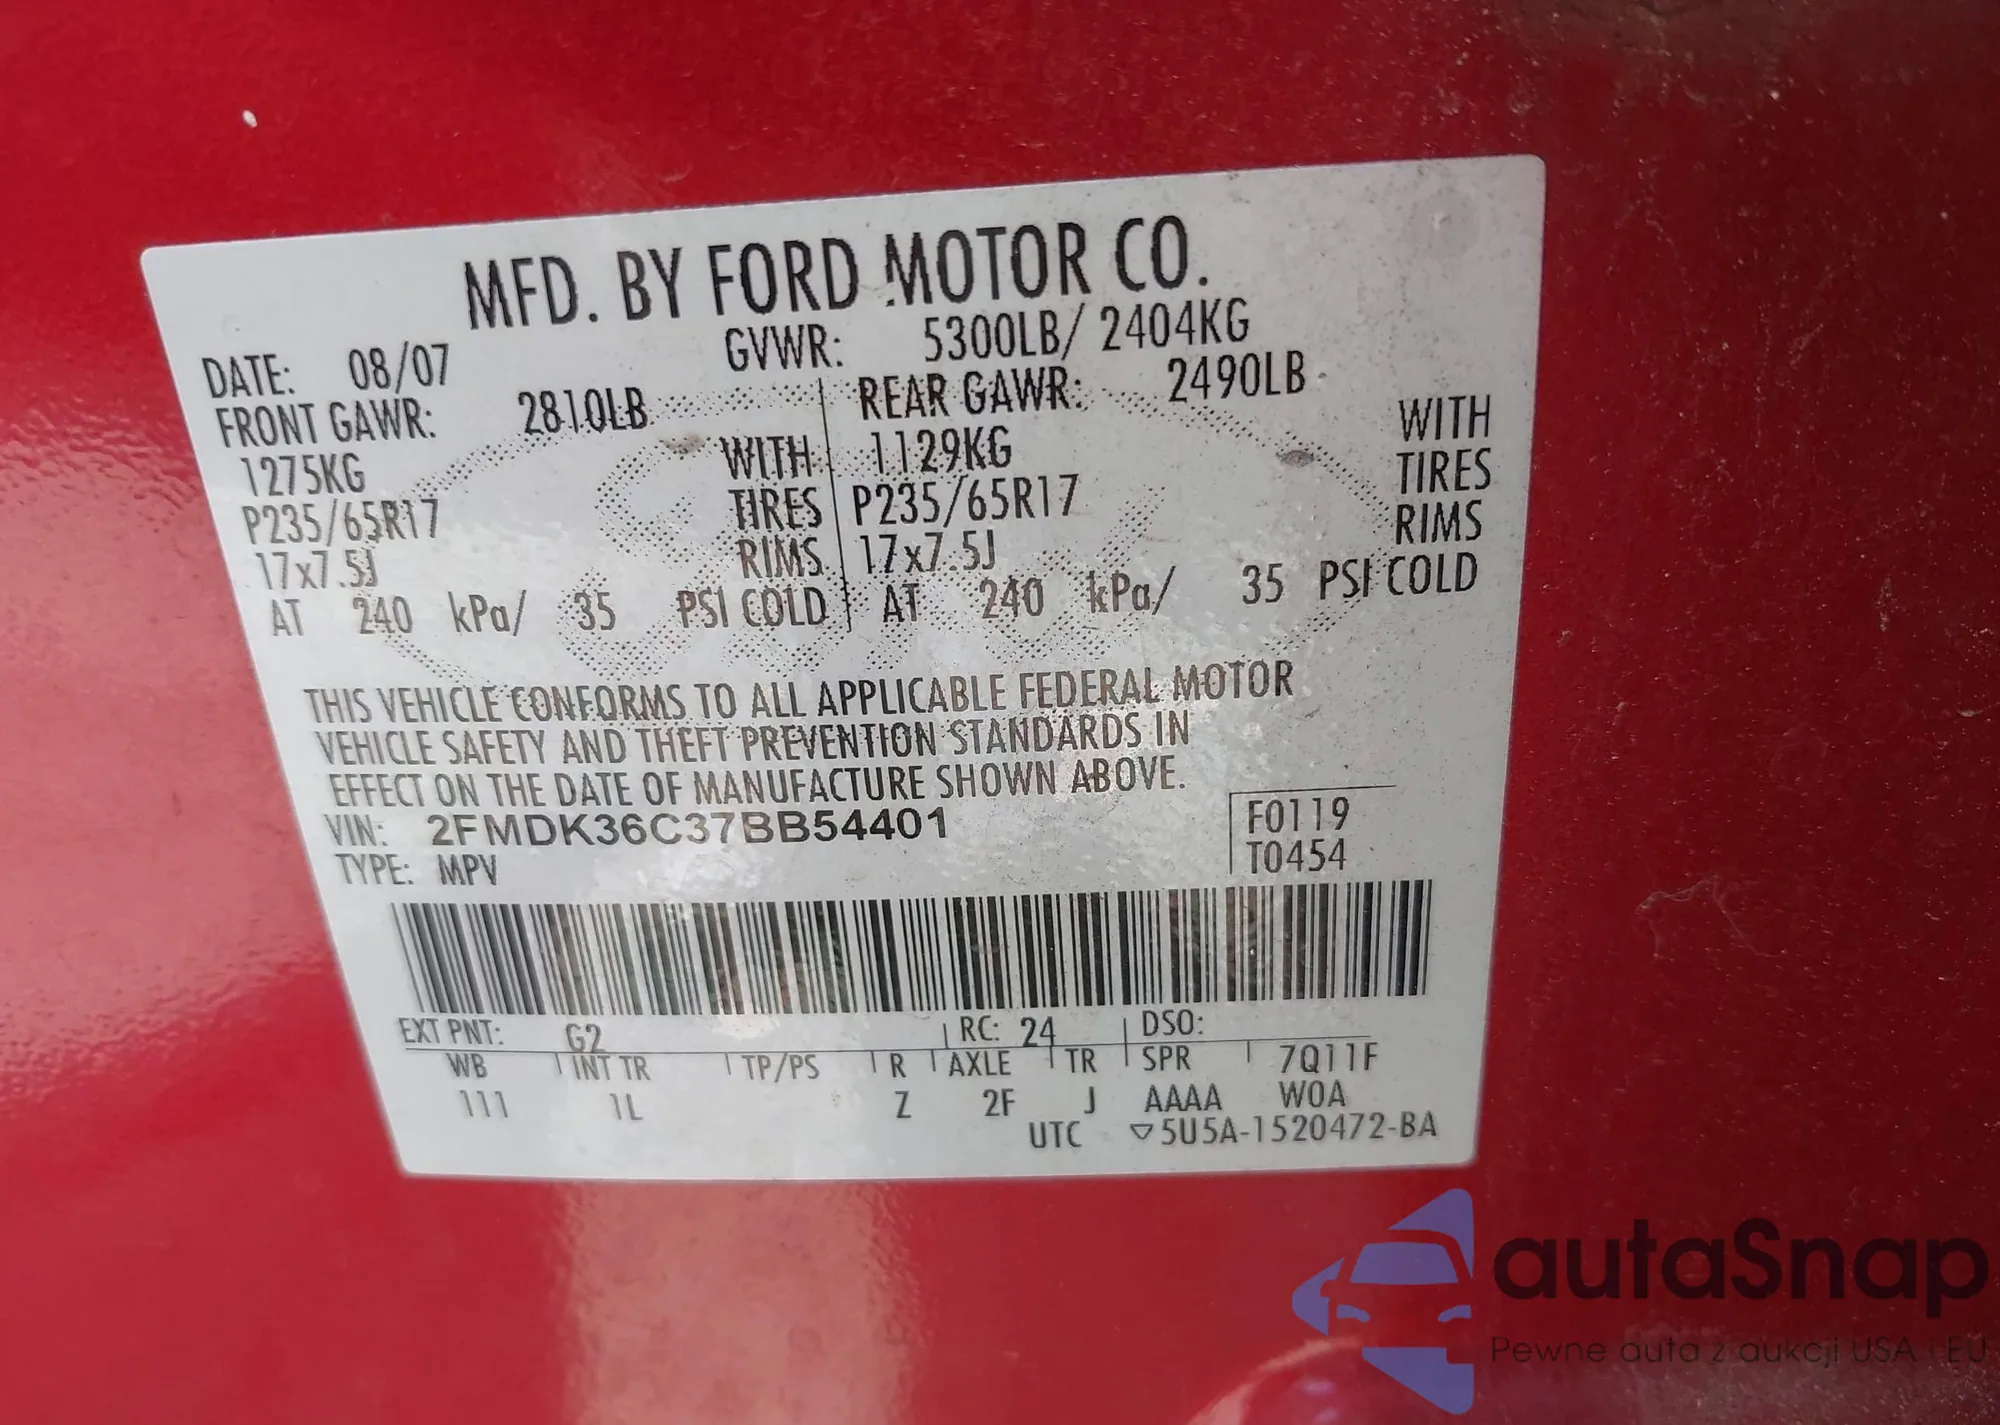 MFD. BY FORD MOTOR CO.
DATE: 08/07 GVWR: 5300LB/ 2404KG
FRONT GAWR: 2810LB REAR GAWR: 2490LB
1275KG WITH 1129KG WITH
P235/65R17 TIRES P235/65R17 TIRES
17x7.5J RIMS 17x7.5J RIMS
AT 240 kPa/ 35 PSI COLD AT 240 kPa/ 35 PSI COLD
THIS VEHICLE CONFORMS TO ALL APPLICABLE FEDERAL MOTOR
VEHICLE SAFETY AND THEFT PREVENTION STANDARDS IN
EFFECT ON THE DATE OF MANUFACTURE SHOWN ABOVE.
VIN: 2FMDK36C37BB54401 F0119
TYPE: MPV T0454
EXT PNT: G2 RC: 24 DSO:
WB INT TR TP/PS R AXLE TR SPR 7Q11F
111 1L Z 2F J AAAA W0A
UTC ▽5U5A-1520472-BA
autaSnap
Pewne auta z aukcji USA i EU